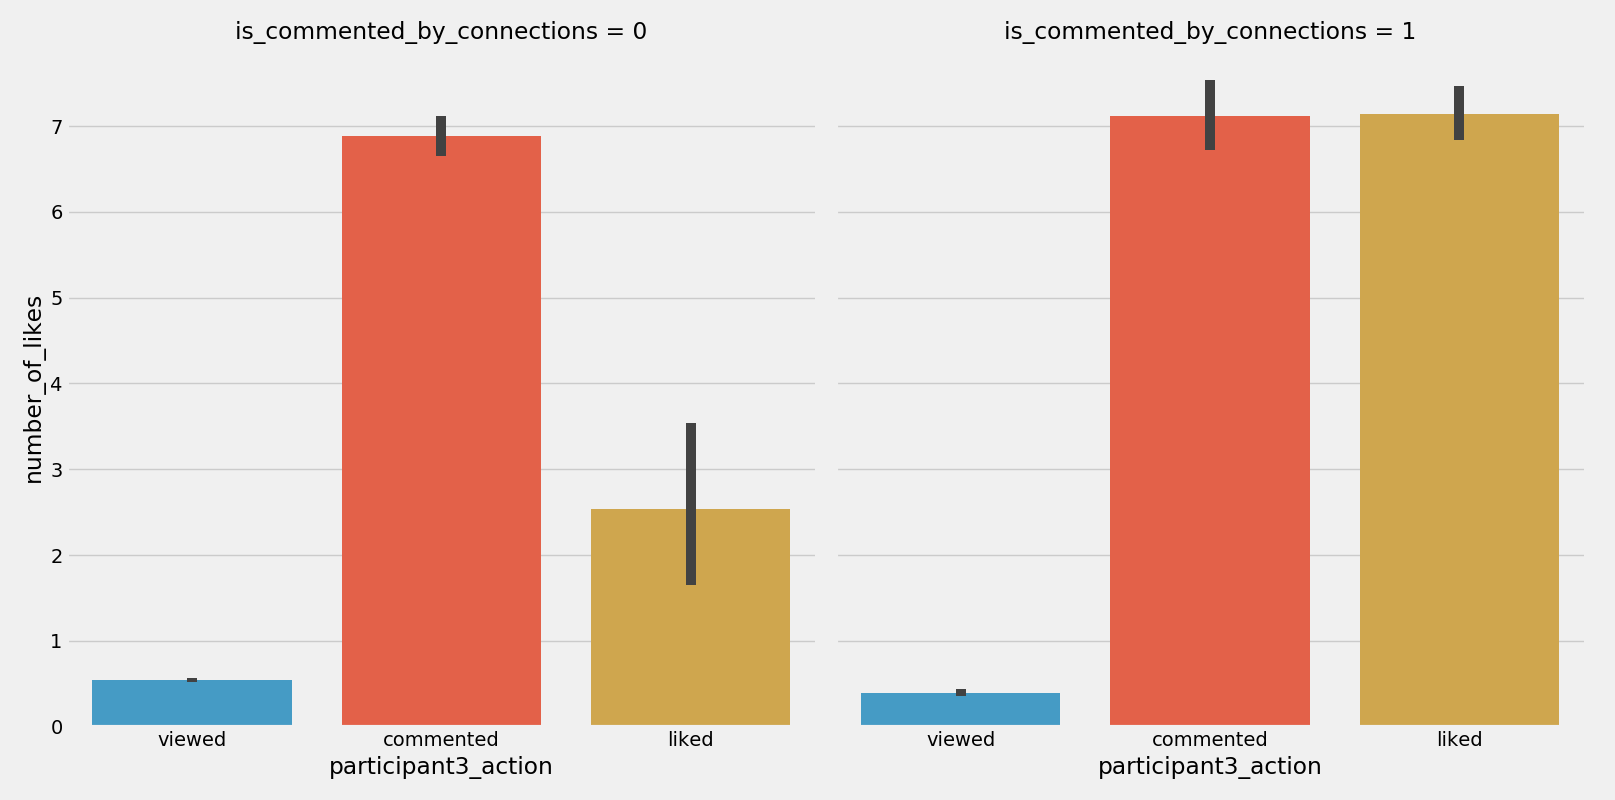 is_commented_by_connections = 0
is_commented_by_connections = 1
number_of_likes
7
6
5
4
3
2
1
0
viewed
commented
liked
viewed
commented
liked
participant3_action
participant3_action